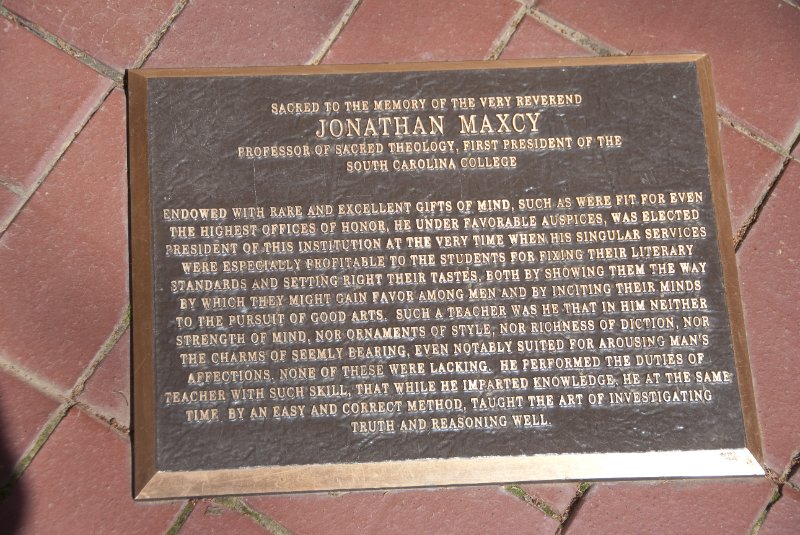 SACRED TO THE MEMORY OF THE VERY REVEREND
JONATHAN MAXCY
PROFESSOR OF SACRED THEOLOGY, FIRST PRESIDENT OF THE
SOUTH CAROLINA COLLEGE
ENDOWED WITH RARE AND EXCELLENT GIFTS OF MIND, SUCH AS WERE FIT FOR EVEN
THE HIGHEST OFFICES OF HONOR, HE UNDER FAVORABLE AUSPICES, WAS ELECTED
PRESIDENT OF THIS INSTITUTION AT THE VERY TIME WHEN HIS SINGULAR SERVICES
WERE ESPECIALLY PROFITABLE TO THE STUDENTS FOR FIXING THEIR LITERARY
STANDARDS AND SETTING RIGHT THEIR TASTES, BOTH BY SHOWING THEM THE WAY
BY WHICH THEY MIGHT GAIN FAVOR AMONG MEN AND BY INCITING THEIR MINDS
TO THE PURSUIT OF GOOD ARTS. SUCH A TEACHER WAS HE THAT IN HIM NEITHER
STRENGTH OF MIND, NOR ORNAMENTS OF STYLE, NOR RICHNESS OF DICTION, NOR
THE CHARMS OF SEEMLY BEARING, EVEN NOTABLY SUITED FOR AROUSING MAN'S
AFFECTIONS, NONE OF THESE WERE LACKING. HE PERFORMED THE DUTIES OF
TEACHER WITH SUCH SKILL, THAT WHILE HE IMPARTED KNOWLEDGE, HE AT THE SAME
TIME, BY AN EASY AND CORRECT METHOD, TAUGHT THE ART OF INVESTIGATING
TRUTH AND REASONING WELL.